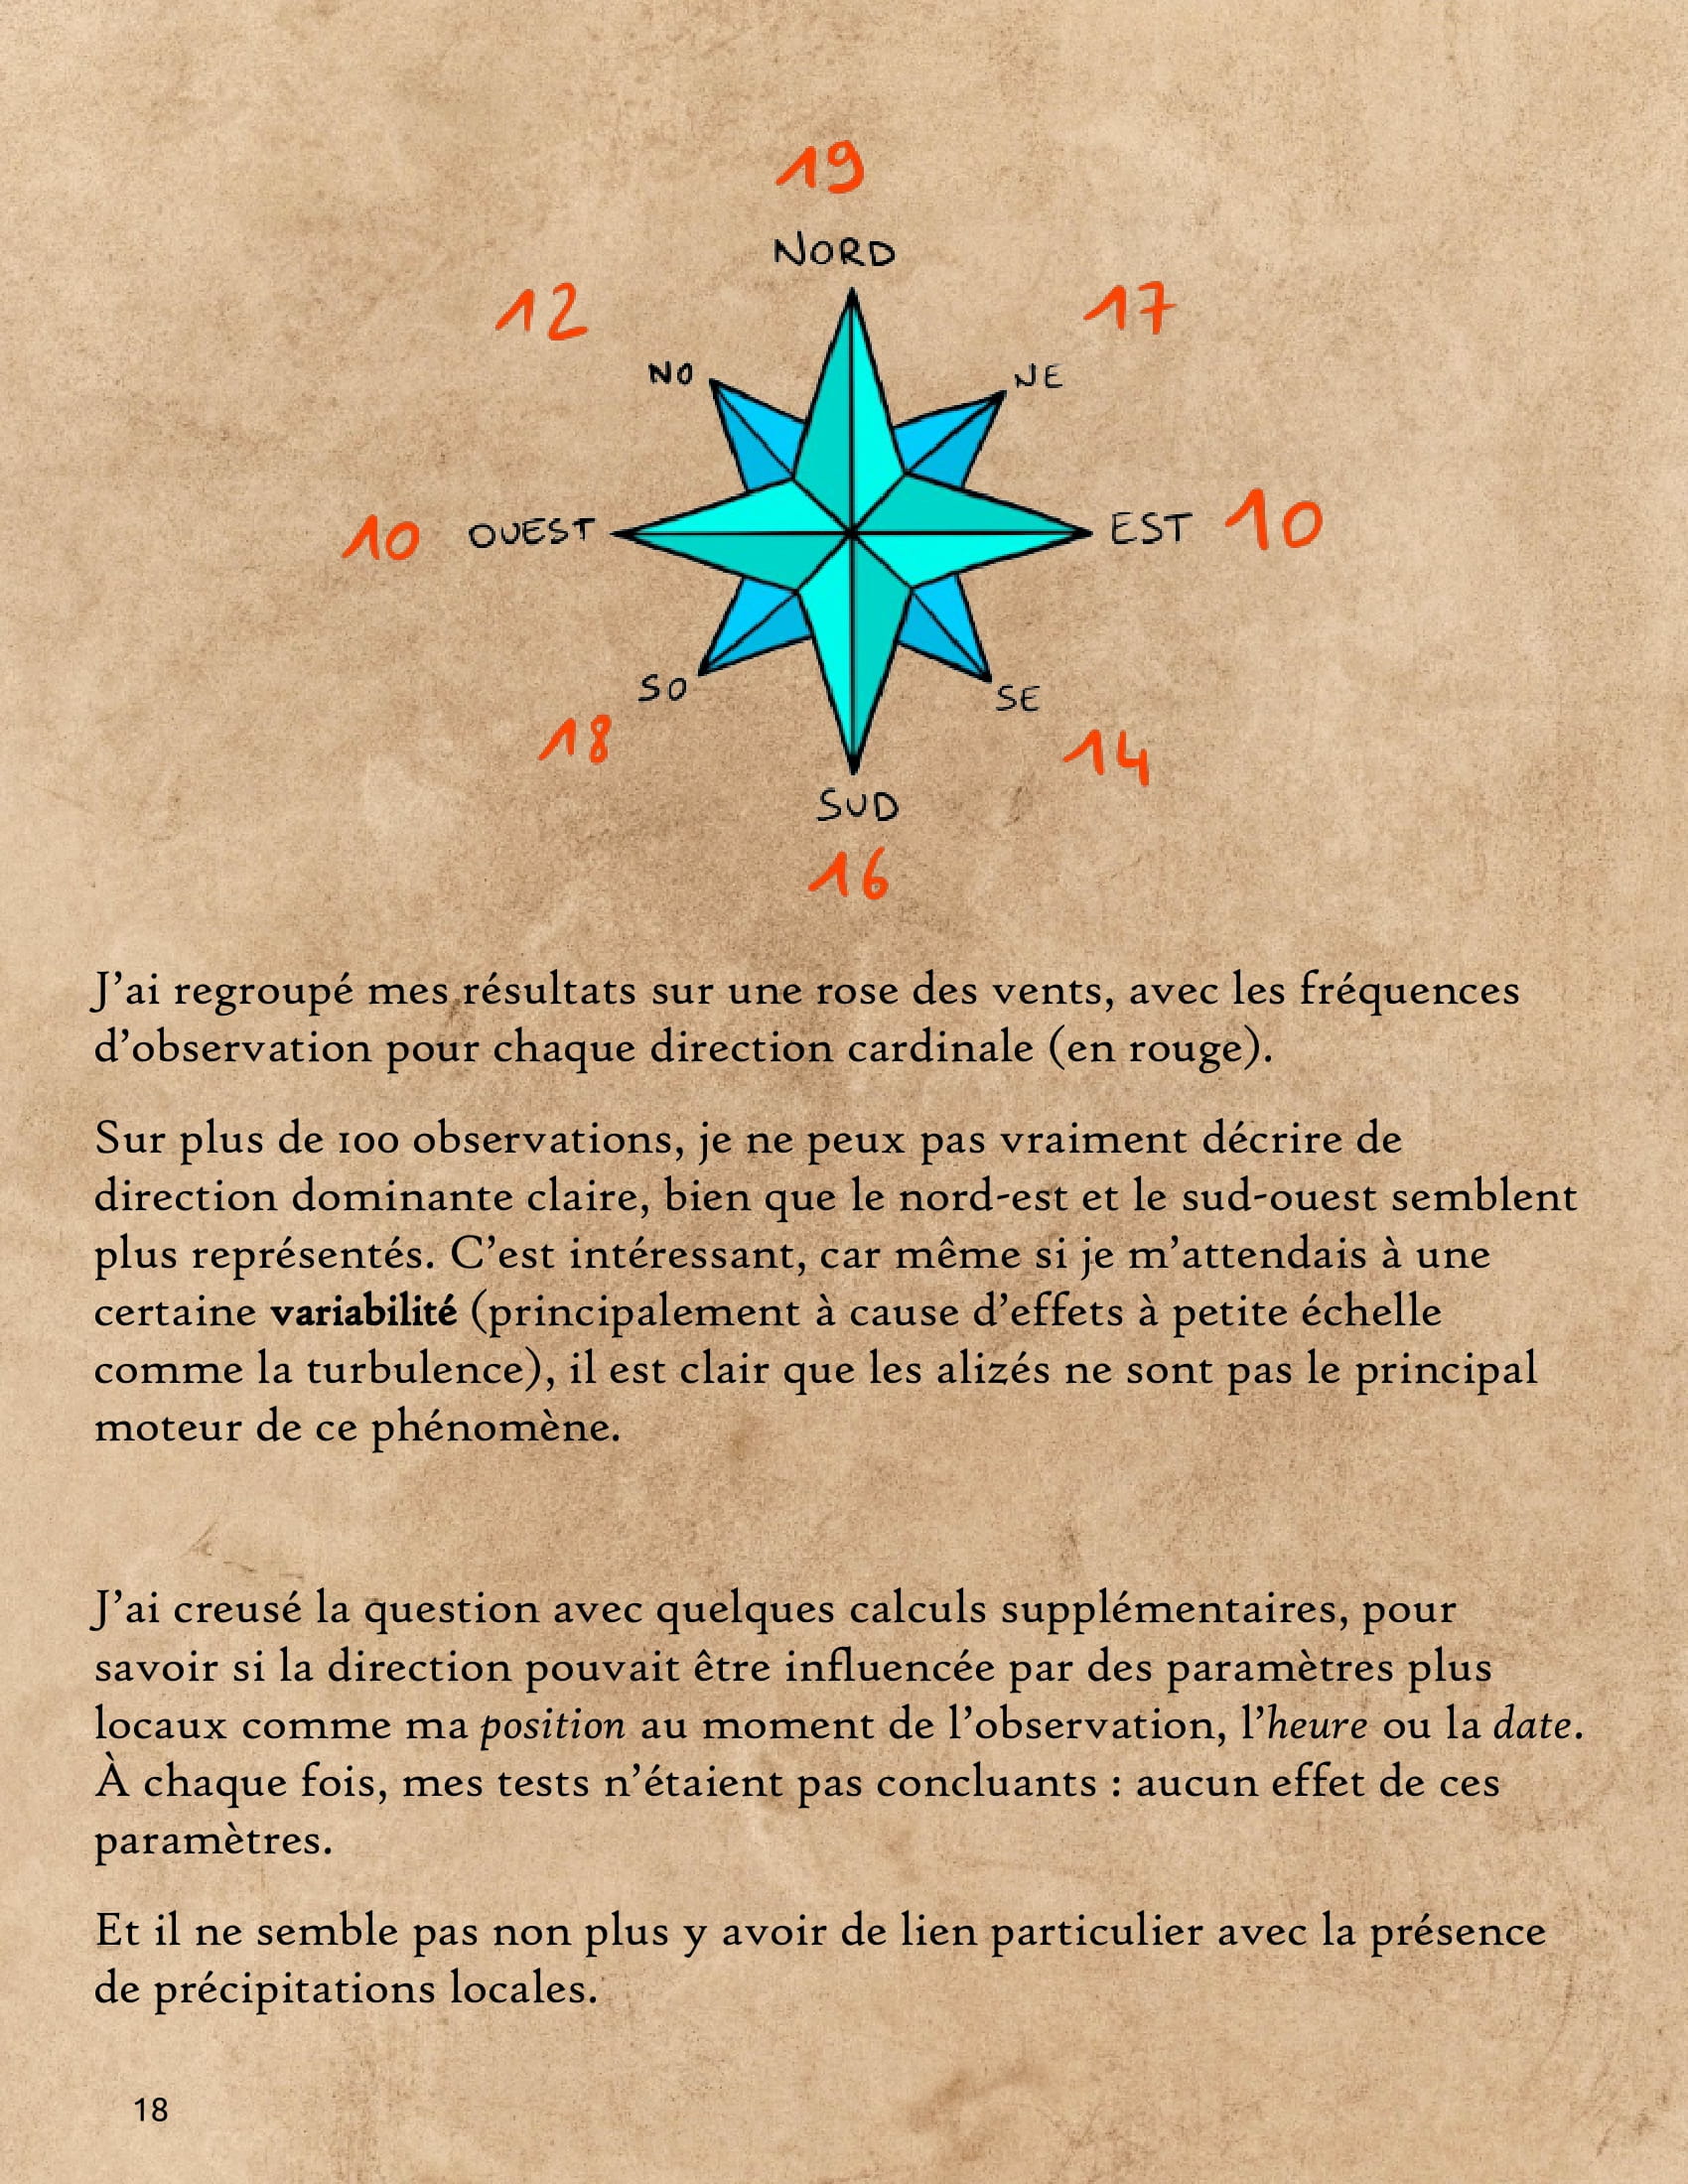 19
NORD
12
17
NO
NE
10 OUEST
EST 10
SO
SE
18
14
SUD
16
J’ai regroupé mes résultats sur une rose des vents, avec les fréquences
d’observation pour chaque direction cardinale (en rouge).
Sur plus de 100 observations, je ne peux pas vraiment décrire de
direction dominante claire, bien que le nord-est et le sud-ouest semblent
plus représentés. C’est intéressant, car même si je m’attendais à une
certaine variabilité (principalement à cause d’effets à petite échelle
comme la turbulence), il est clair que les alizés ne sont pas le principal
moteur de ce phénomène.
J’ai creusé la question avec quelques calculs supplémentaires, pour
savoir si la direction pouvait être influencée par des paramètres plus
locaux comme ma position au moment de l’observation, l’heure ou la date.
À chaque fois, mes tests n’étaient pas concluants : aucun effet de ces
paramètres.
Et il ne semble pas non plus y avoir de lien particulier avec la présence
de précipitations locales.
18